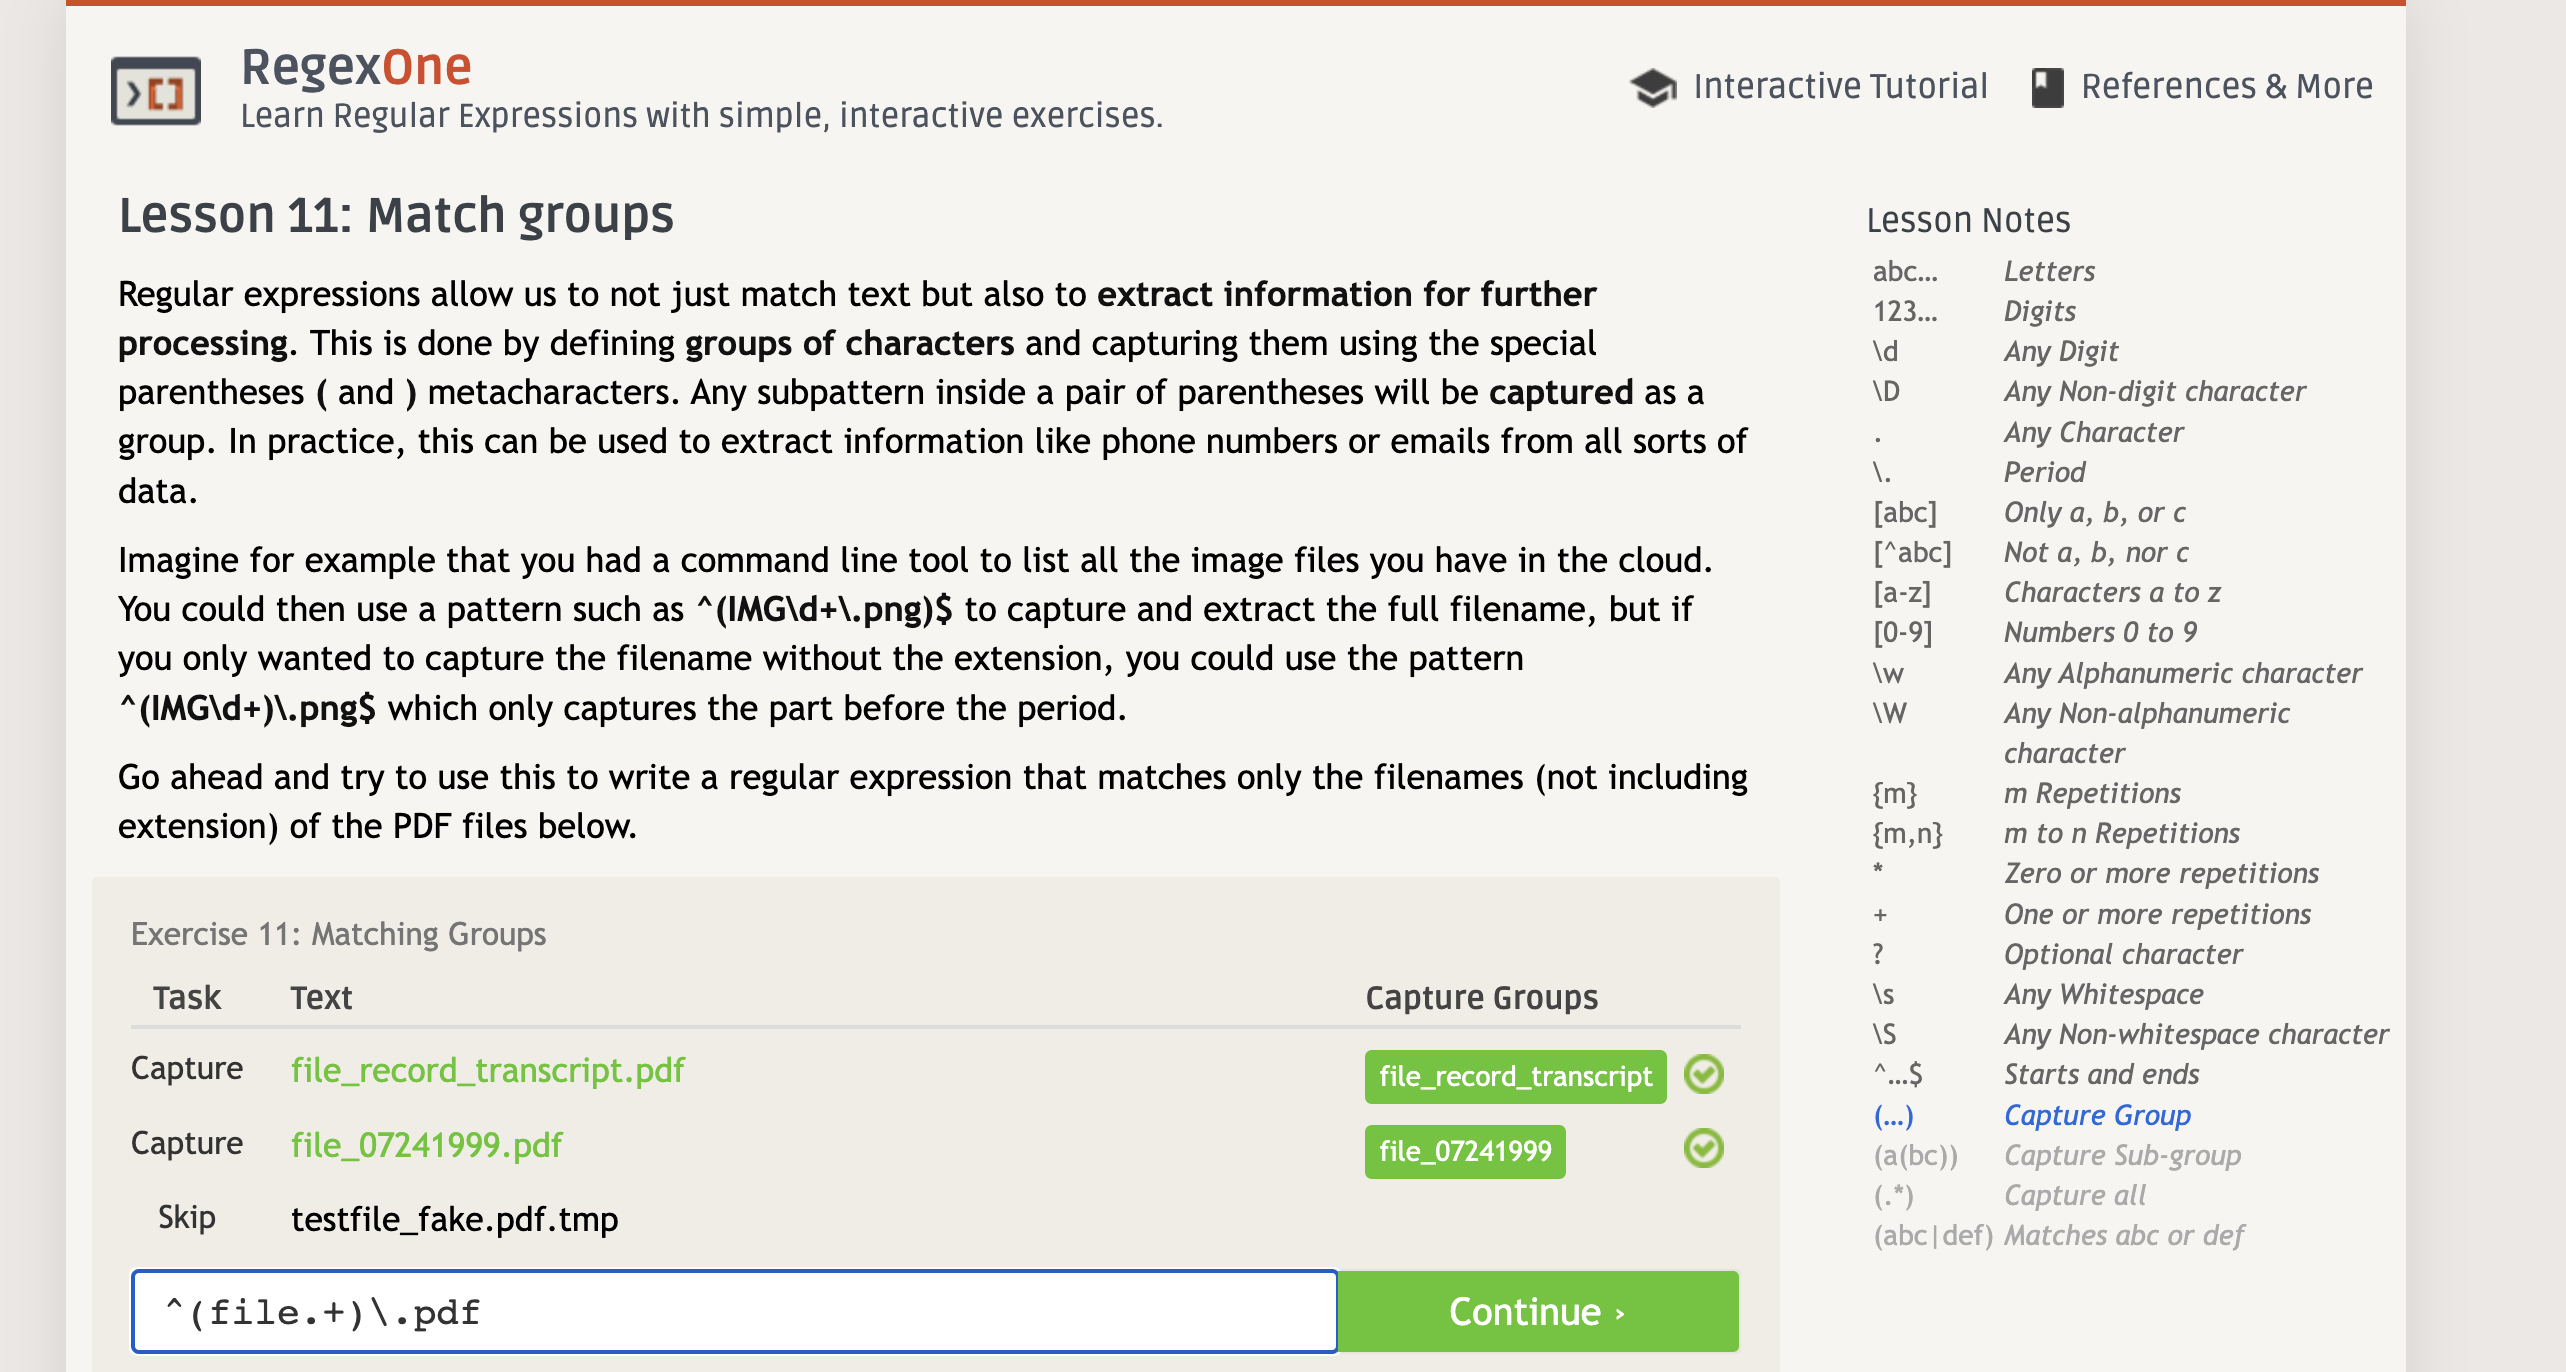 RegexOne
Learn Regular Expressions with simple, interactive exercises.
Interactive Tutorial
References & More
Lesson 11: Match groups
Regular expressions allow us to not just match text but also to extract information for further
processing. This is done by defining groups of characters and capturing them using the special
parentheses ( and ) metacharacters. Any subpattern inside a pair of parentheses will be captured as a
group. In practice, this can be used to extract information like phone numbers or emails from all sorts of
data.
Imagine for example that you had a command line tool to list all the image files you have in the cloud.
You could then use a pattern such as ^(IMG\d+\.png)$ to capture and extract the full filename, but if
you only wanted to capture the filename without the extension, you could use the pattern
^(IMG\d+)\.png$ which only captures the part before the period.
Go ahead and try to use this to write a regular expression that matches only the filenames (not including
extension) of the PDF files below.
Exercise 11: Matching Groups
Task Text Capture Groups
Capture file_record_transcript.pdf file_record_transcript
Capture file_07241999.pdf file_07241999
Skip testfile_fake.pdf.tmp
^(file.+)\.pdf
Continue ›
Lesson Notes
abc… Letters
123… Digits
\d Any Digit
\D Any Non-digit character
. Any Character
\. Period
[abc] Only a, b, or c
[^abc] Not a, b, nor c
[a-z] Characters a to z
[0-9] Numbers 0 to 9
\w Any Alphanumeric character
\W Any Non-alphanumeric
character
{m} m Repetitions
{m,n} m to n Repetitions
* Zero or more repetitions
+ One or more repetitions
? Optional character
\s Any Whitespace
\S Any Non-whitespace character
^…$ Starts and ends
(…) Capture Group
(a(bc)) Capture Sub-group
(.*) Capture all
(abc|def) Matches abc or def